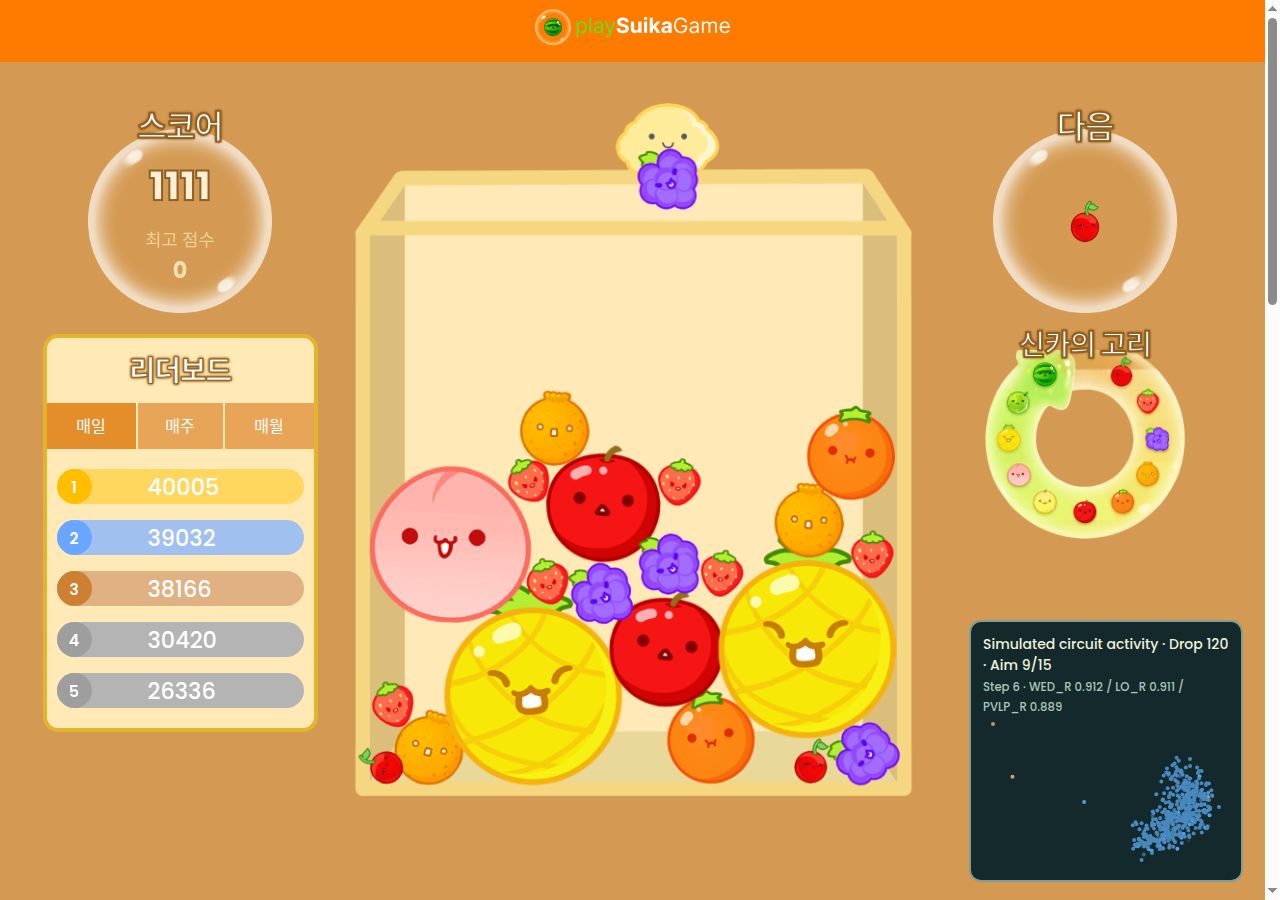 playSuikaGame
스코어
1111
최고 점수
0
리더보드
매일 매주 매월
1 40005
2 39032
3 38166
4 30420
5 26336
다음
신카의 고리
Simulated circuit activity · Drop 120
· Aim 9/15
Step 6 · WED_R 0.912 / LO_R 0.911 /
PVLP_R 0.889